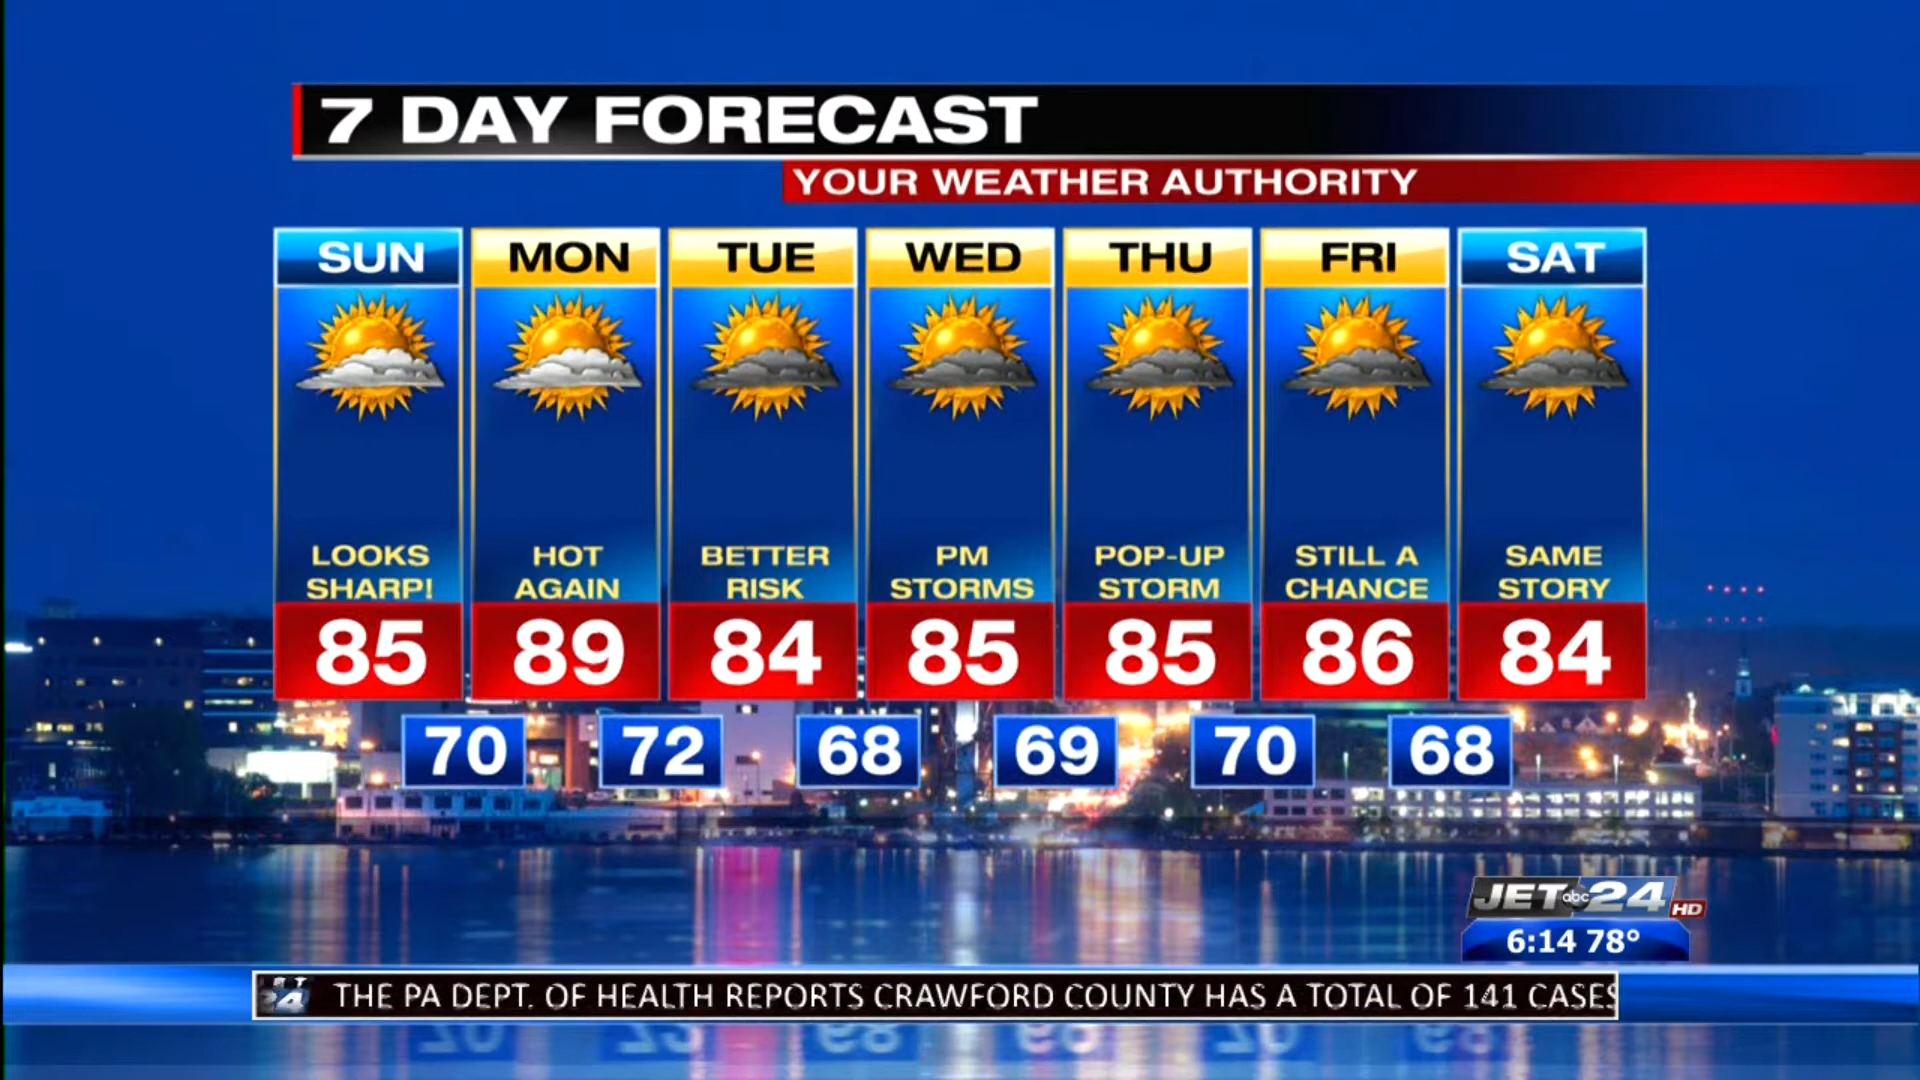 7 DAY FORECAST
YOUR WEATHER AUTHORITY
SUN MON TUE WED THU FRI SAT
LOOKS SHARP!
HOT AGAIN
BETTER RISK
PM STORMS
POP-UP STORM
STILL A CHANCE
SAME STORY
85 89 84 85 85 86 84
70 72 68 69 70 68
JET abc 24 HD
6:14 78°
24 THE PA DEPT. OF HEALTH REPORTS CRAWFORD COUNTY HAS A TOTAL OF 141 CASES